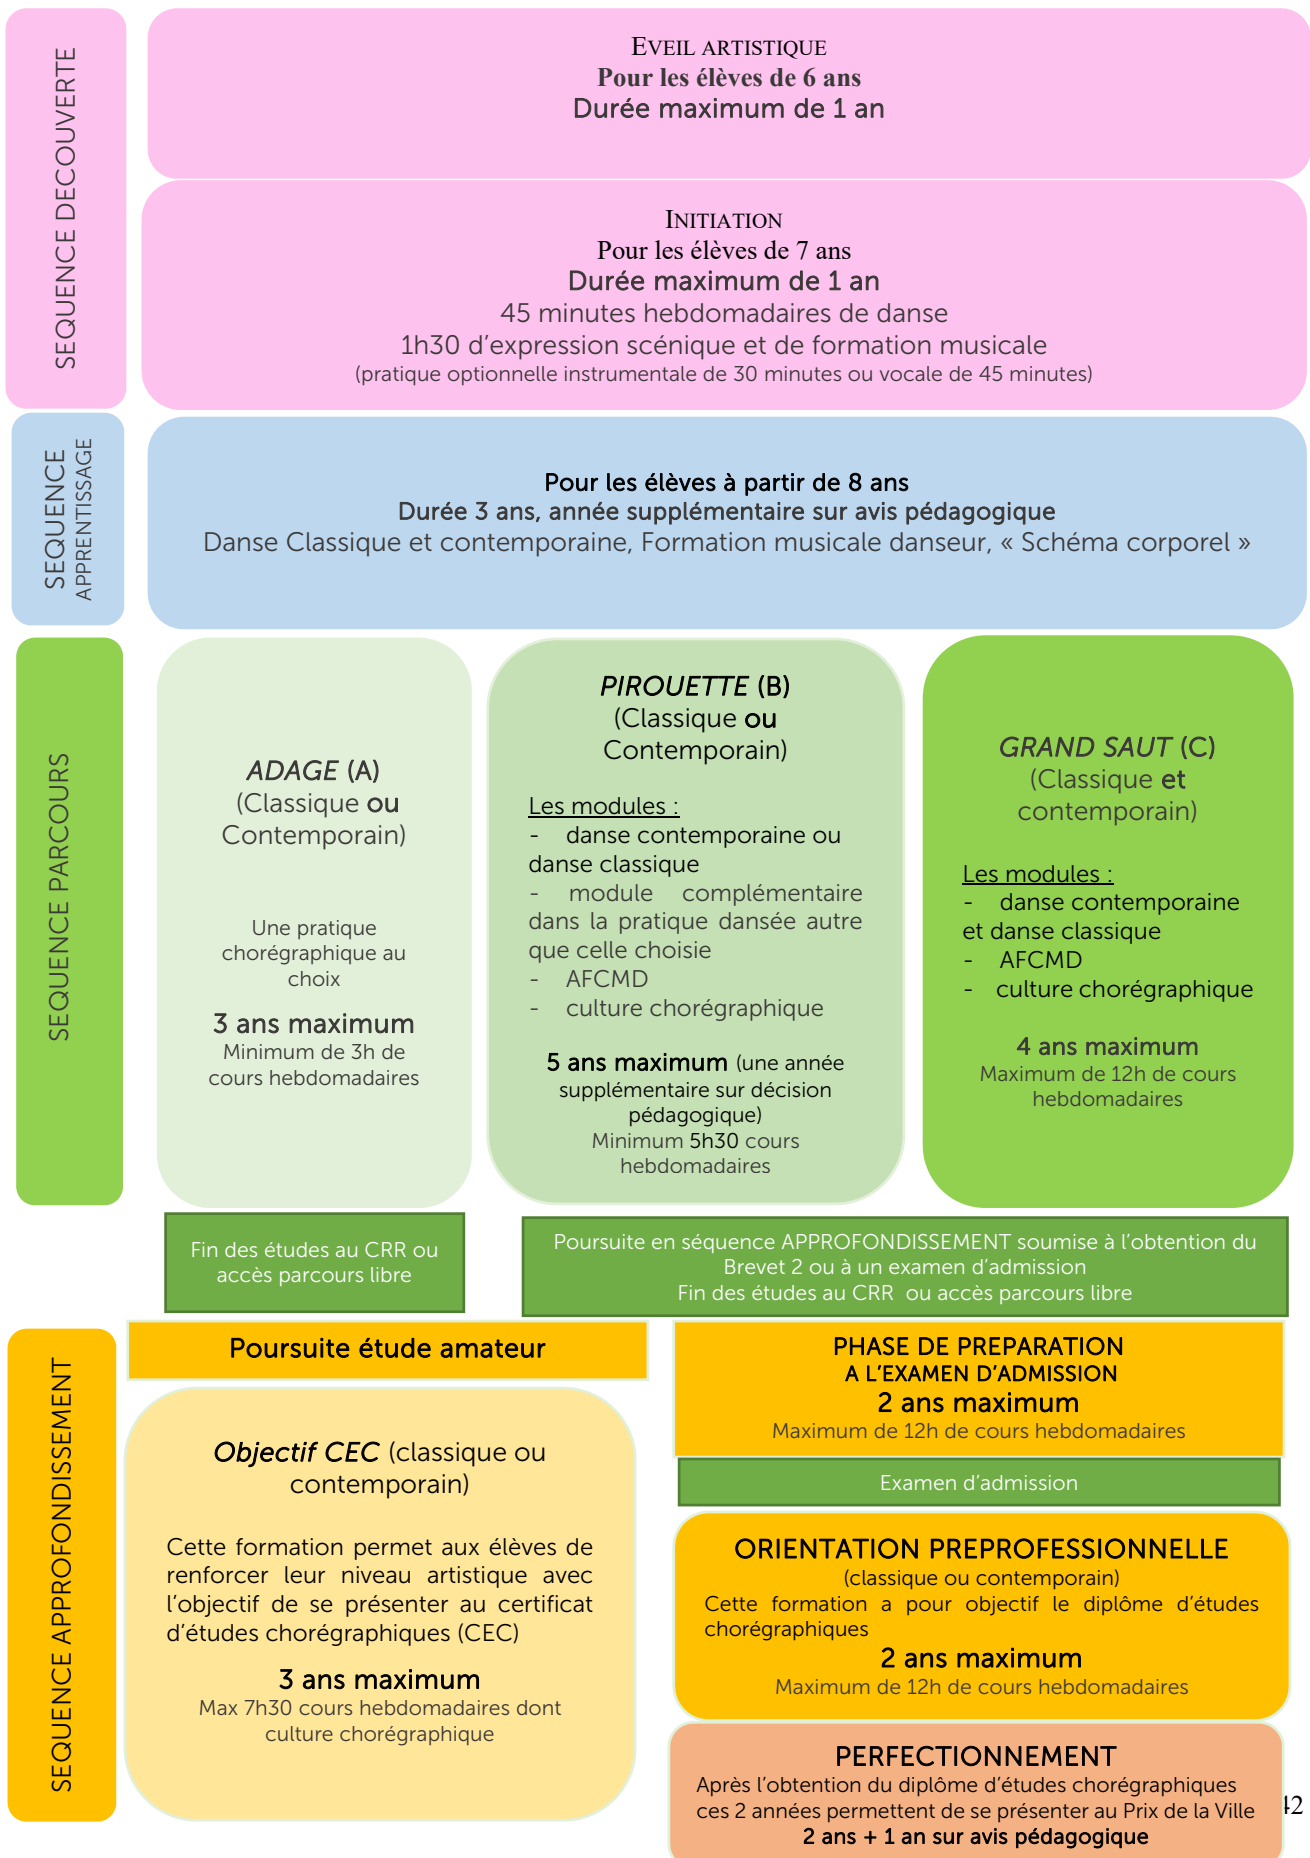 SEQUENCE DECOUVERTE
EVEIL ARTISTIQUE
Pour les élèves de 6 ans
Durée maximum de 1 an
INITIATION
Pour les élèves de 7 ans
Durée maximum de 1 an
45 minutes hebdomadaires de danse
1h30 d’expression scénique et de formation musicale
(pratique optionnelle instrumentale de 30 minutes ou vocale de 45 minutes)
SEQUENCE
APPRENTISSAGE
Pour les élèves à partir de 8 ans
Durée 3 ans, année supplémentaire sur avis pédagogique
Danse Classique et contemporaine, Formation musicale danseur, « Schéma corporel »
SEQUENCE PARCOURS
ADAGE (A)
(Classique ou
Contemporain)
Une pratique
chorégraphique au
choix
3 ans maximum
Minimum de 3h de
cours hebdomadaires
PIROUETTE (B)
(Classique ou
Contemporain)
Les modules :
- danse contemporaine ou
danse classique
- module complémentaire
dans la pratique dansée autre
que celle choisie
- AFCMD
- culture chorégraphique
5 ans maximum (une année
supplémentaire sur décision
pédagogique)
Minimum 5h30 cours
hebdomadaires
GRAND SAUT (C)
(Classique et
contemporain)
Les modules :
- danse contemporaine
et danse classique
- AFCMD
- culture chorégraphique
4 ans maximum
Maximum de 12h de cours
hebdomadaires
Fin des études au CRR ou
accès parcours libre
Poursuite en séquence APPROFONDISSEMENT soumise à l’obtention du
Brevet 2 ou à un examen d’admission
Fin des études au CRR ou accès parcours libre
SEQUENCE APPROFONDISSEMENT
Poursuite étude amateur
Objectif CEC (classique ou
contemporain)
Cette formation permet aux élèves de
renforcer leur niveau artistique avec
l’objectif de se présenter au certificat
d’études chorégraphiques (CEC)
3 ans maximum
Max 7h30 cours hebdomadaires dont
culture chorégraphique
PHASE DE PREPARATION
A L’EXAMEN D’ADMISSION
2 ans maximum
Maximum de 12h de cours hebdomadaires
Examen d’admission
ORIENTATION PREPROFESSIONNELLE
(classique ou contemporain)
Cette formation a pour objectif le diplôme d’études
chorégraphiques
2 ans maximum
Maximum de 12h de cours hebdomadaires
PERFECTIONNEMENT
Après l’obtention du diplôme d’études chorégraphiques
ces 2 années permettent de se présenter au Prix de la Ville
2 ans + 1 an sur avis pédagogique